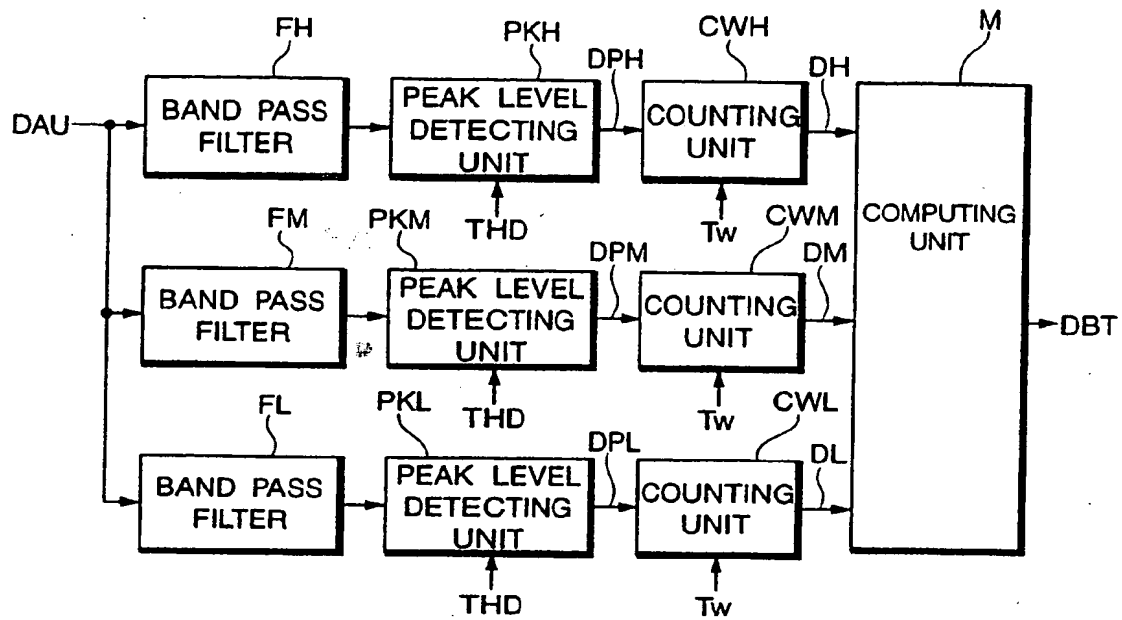 FH
PKH
DPH
CWH
DH
M
DAU
BAND PASS
FILTER
PEAK LEVEL
DETECTING
UNIT
COUNTING
UNIT
THD
Tw
COMPUTING
UNIT
FM
PKM
DPM
CWM
DM
BAND PASS
FILTER
PEAK LEVEL
DETECTING
UNIT
COUNTING
UNIT
DBT
THD
Tw
FL
PKL
DPL
CWL
DL
BAND PASS
FILTER
PEAK LEVEL
DETECTING
UNIT
COUNTING
UNIT
THD
Tw